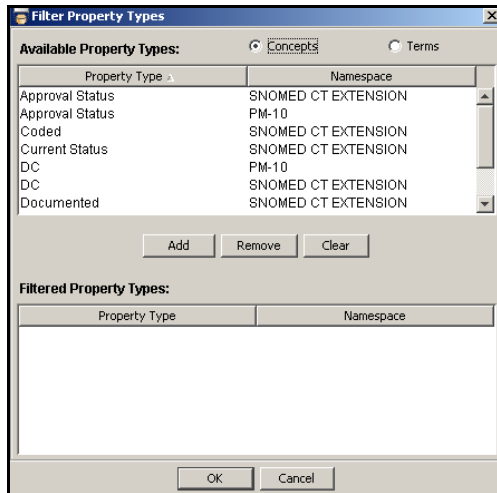 Filter Property Types
Available Property Types: Concepts Terms
Property Type Namespace
Approval Status SNOMED CT EXTENSION
Approval Status PM-10
Coded SNOMED CT EXTENSION
Current Status SNOMED CT EXTENSION
DC PM-10
DC SNOMED CT EXTENSION
Documented SNOMED CT EXTENSION
Add Remove Clear
Filtered Property Types:
Property Type Namespace
OK Cancel